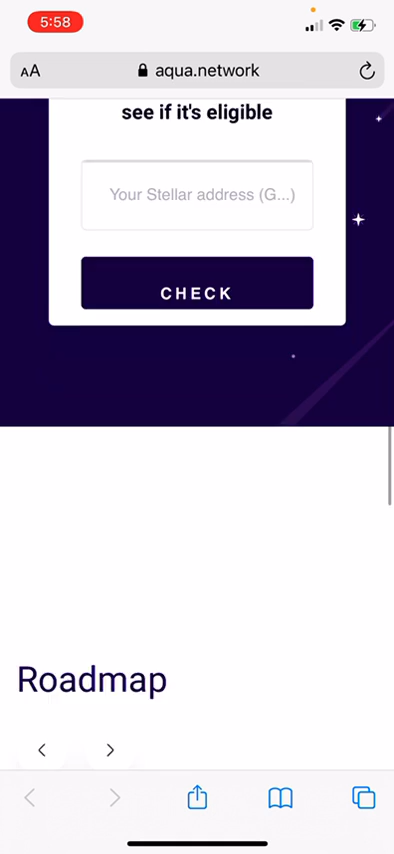 5:58
AA
aqua.network
see if it's eligible
Your Stellar address (G...)
CHECK
Roadmap